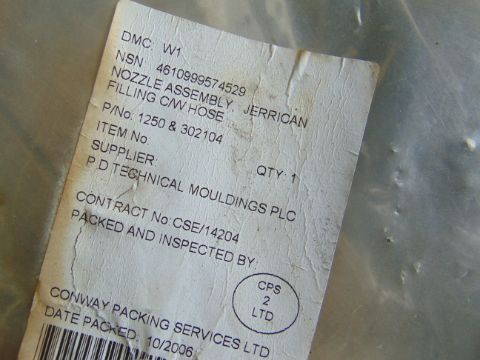 DMC: W1
NSN 4610999574529
NOZZLE ASSEMBLY JERRICAN
FILLING C/W HOSE
P/No: 1250 & 302104
ITEM No:
QTY: 1
SUPPLIER:
P D TECHNICAL MOULDINGS PLC
CONTRACT No: CSE/14204
PACKED AND INSPECTED BY:
CPS
2
LTD
CONWAY PACKING SERVICES LTD
DATE PACKED 10/2006